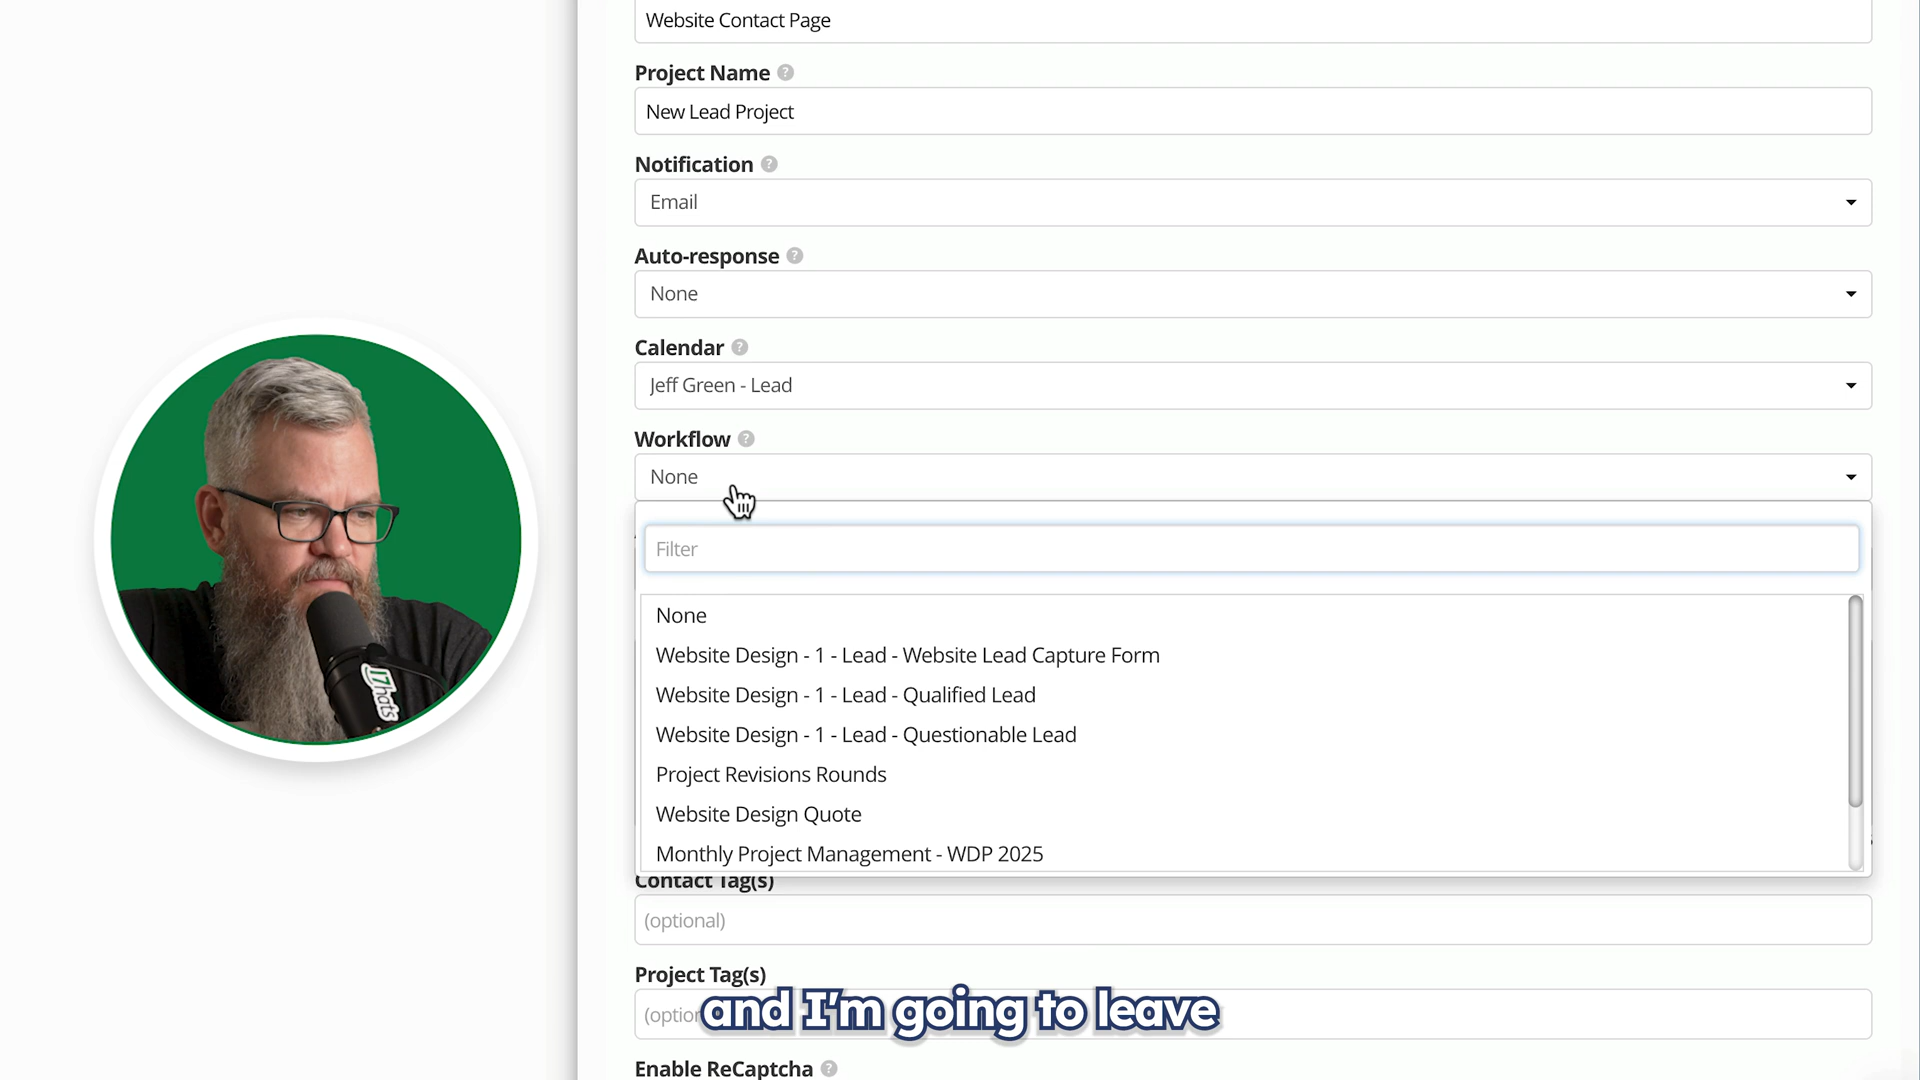 Website Contact Page
Project Name ?
New Lead Project
Notification ?
Email
Auto-response ?
None
Calendar ?
Jeff Green - Lead
Workflow ?
None
Filter
None
Website Design - 1 - Lead - Website Lead Capture Form
Website Design - 1 - Lead - Qualified Lead
Website Design - 1 - Lead - Questionable Lead
Project Revisions Rounds
Website Design Quote
Monthly Project Management - WDP 2025
Contact Tag(s)
(optional)
Project Tag(s)
and I'm going to leave
Enable ReCaptcha ?
17hats